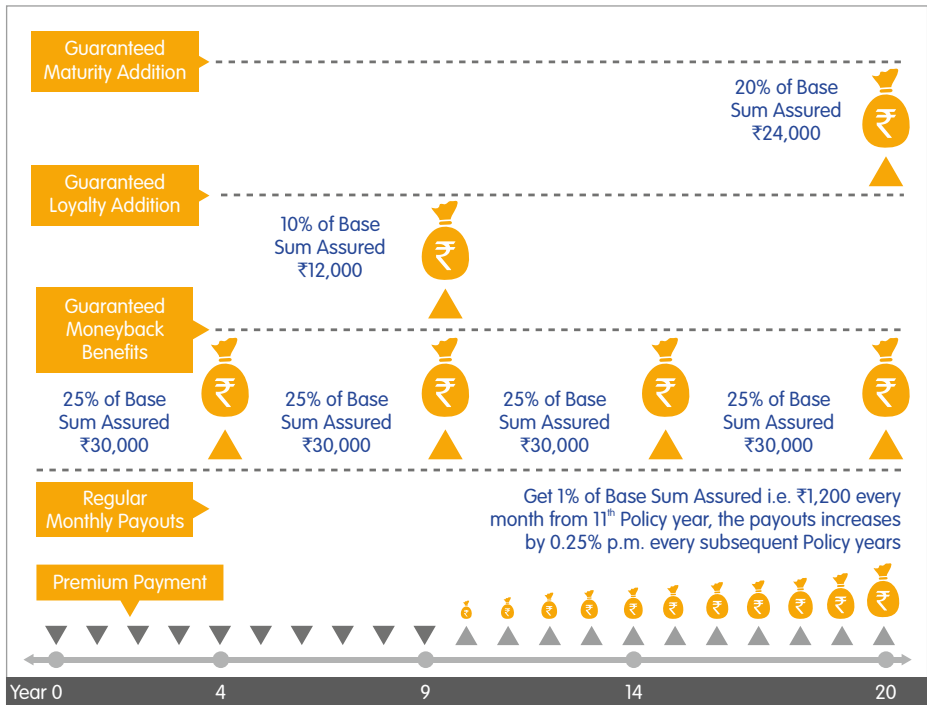 Guaranteed
Maturity Addition
20% of Base
Sum Assured
₹24,000
₹
Guaranteed
Loyalty Addition
10% of Base
Sum Assured
₹12,000
₹
Guaranteed
Moneyback
Benefits
25% of Base
Sum Assured
₹30,000
₹
25% of Base
Sum Assured
₹30,000
₹
25% of Base
Sum Assured
₹30,000
₹
25% of Base
Sum Assured
₹30,000
₹
Regular
Monthly Payouts
Get 1% of Base Sum Assured i.e. ₹1,200 every
month from 11th Policy year, the payouts increases
by 0.25% p.m. every subsequent Policy years
Premium Payment
₹ ₹ ₹ ₹ ₹ ₹ ₹ ₹ ₹ ₹ ₹
Year 0 4 9 14 20